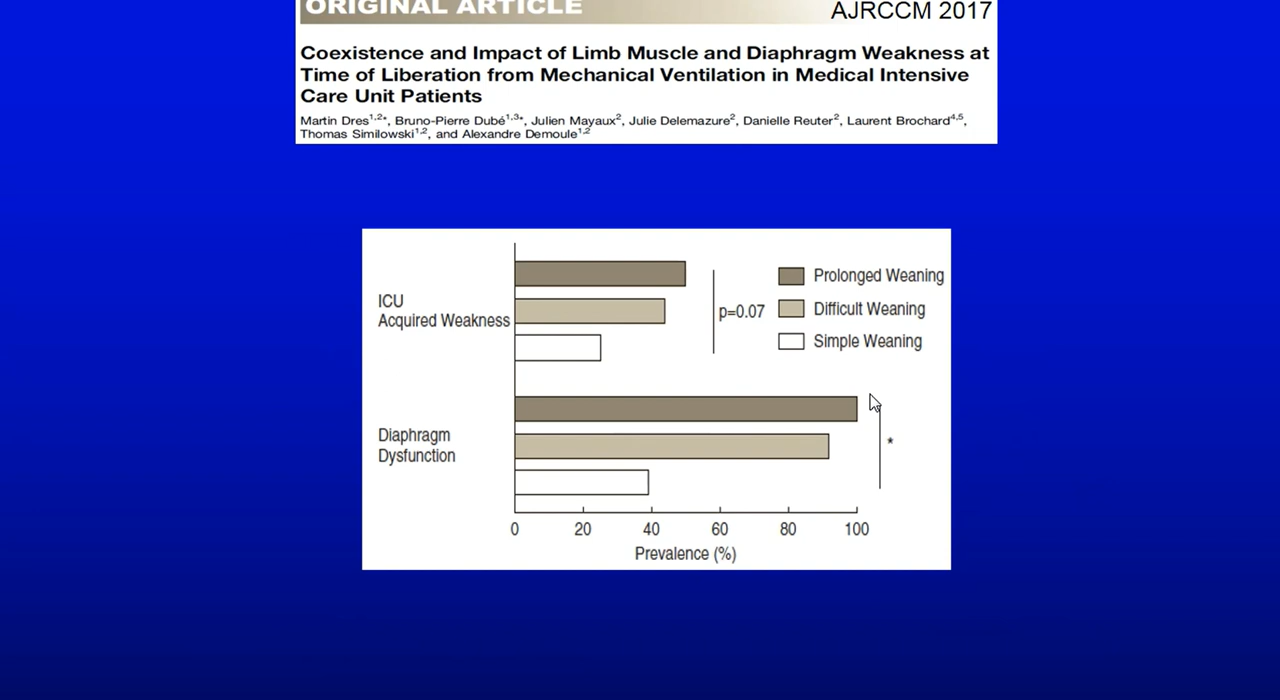 ORIGINAL ARTICLE
AJRCCM 2017
Coexistence and Impact of Limb Muscle and Diaphragm Weakness at
Time of Liberation from Mechanical Ventilation in Medical Intensive
Care Unit Patients
Martin Dres1,2*, Bruno-Pierre Dubé1,3*, Julien Mayaux2, Julie Delemazure2, Danielle Reuter2, Laurent Brochard4,5,
Thomas Similowski1,2, and Alexandre Demoule1,2
ICU
Acquired Weakness
p=0.07
Prolonged Weaning
Difficult Weaning
Simple Weaning
Diaphragm
Dysfunction
*
0 20 40 60 80 100
Prevalence (%)